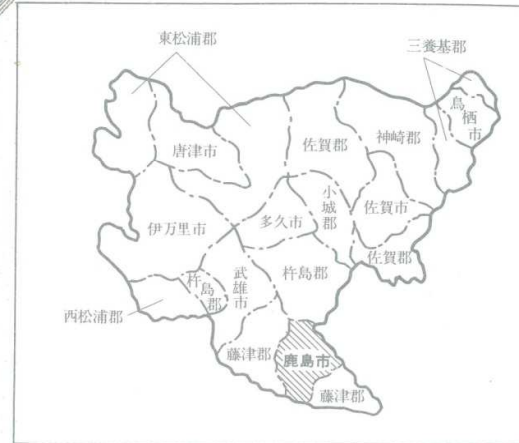 東松浦郡
三養基郡
鳥栖市
唐津市
佐賀郡
神崎郡
小城郡
伊万里市
多久市
佐賀市
佐賀郡
杵島郡
武雄市
杵島郡
西松浦郡
藤津郡
鹿島市
藤津郡